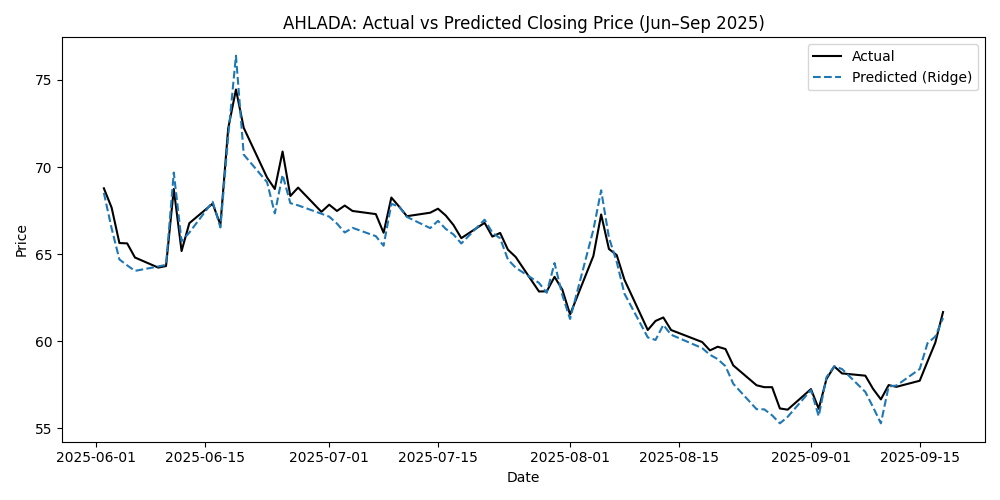 AHLADA: Actual vs Predicted Closing Price (Jun–Sep 2025)
Actual
Predicted (Ridge)
Price
75
70
65
60
55
2025-06-01
2025-06-15
2025-07-01
2025-07-15
2025-08-01
2025-08-15
2025-09-01
2025-09-15
Date